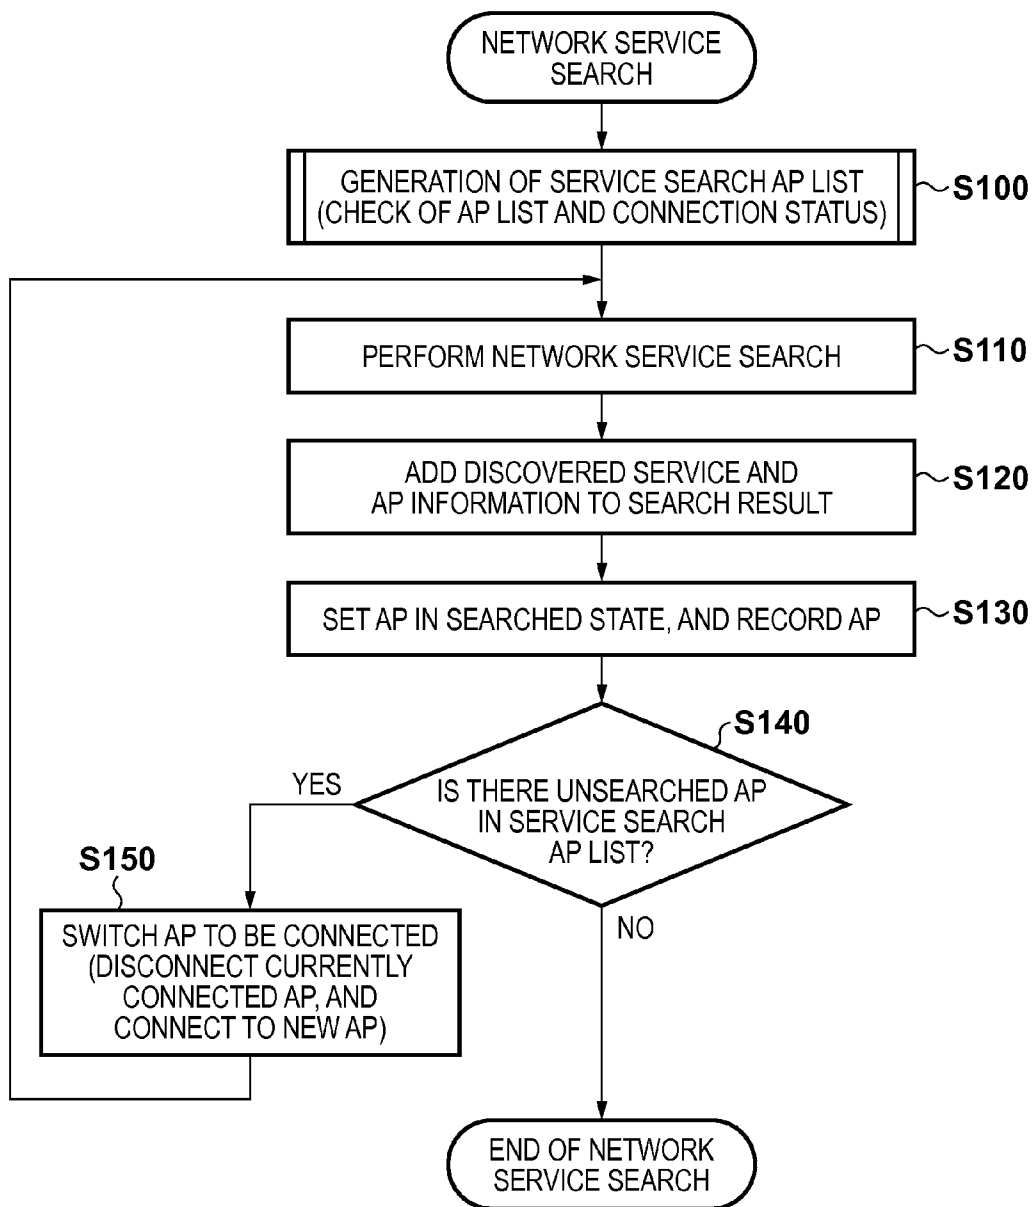 NETWORK SERVICE
SEARCH
GENERATION OF SERVICE SEARCH AP LIST
(CHECK OF AP LIST AND CONNECTION STATUS)
S100
PERFORM NETWORK SERVICE SEARCH
S110
ADD DISCOVERED SERVICE AND
AP INFORMATION TO SEARCH RESULT
S120
SET AP IN SEARCHED STATE, AND RECORD AP
S130
S140
YES
IS THERE UNSEARCHED AP
IN SERVICE SEARCH
AP LIST?
NO
S150
SWITCH AP TO BE CONNECTED
(DISCONNECT CURRENTLY
CONNECTED AP, AND
CONNECT TO NEW AP)
END OF NETWORK
SERVICE SEARCH